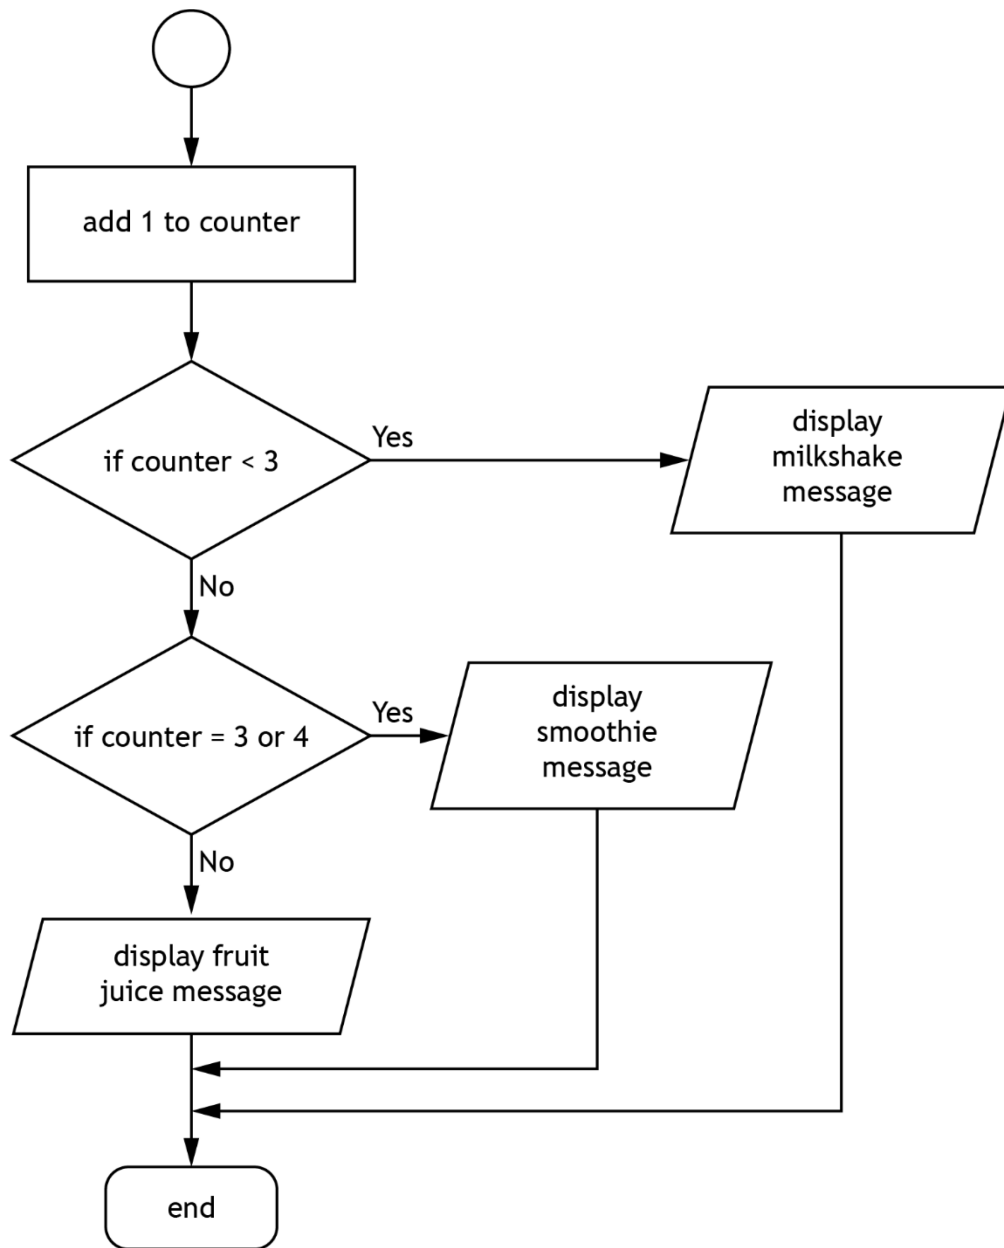 add 1 to counter
if counter < 3
Yes
display
milkshake
message
No
if counter = 3 or 4
Yes
display
smoothie
message
No
display fruit
juice message
end